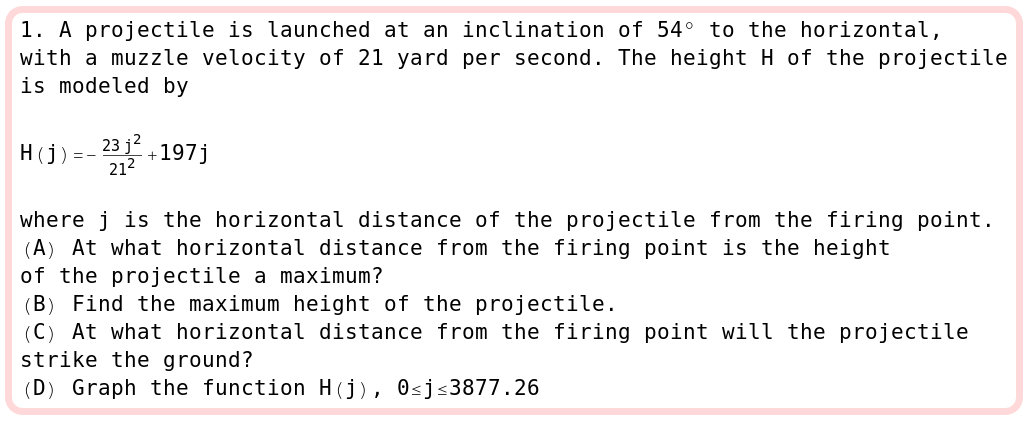 1. A projectile is launched at an inclination of 54° to the horizontal,
with a muzzle velocity of 21 yard per second. The height H of the projectile
is modeled by
H(j)=-\frac{23 j^2}{21^2}+197j
where j is the horizontal distance of the projectile from the firing point.
(A) At what horizontal distance from the firing point is the height
of the projectile a maximum?
(B) Find the maximum height of the projectile.
(C) At what horizontal distance from the firing point will the projectile
strike the ground?
(D) Graph the function H(j), 0≤j≤3877.26